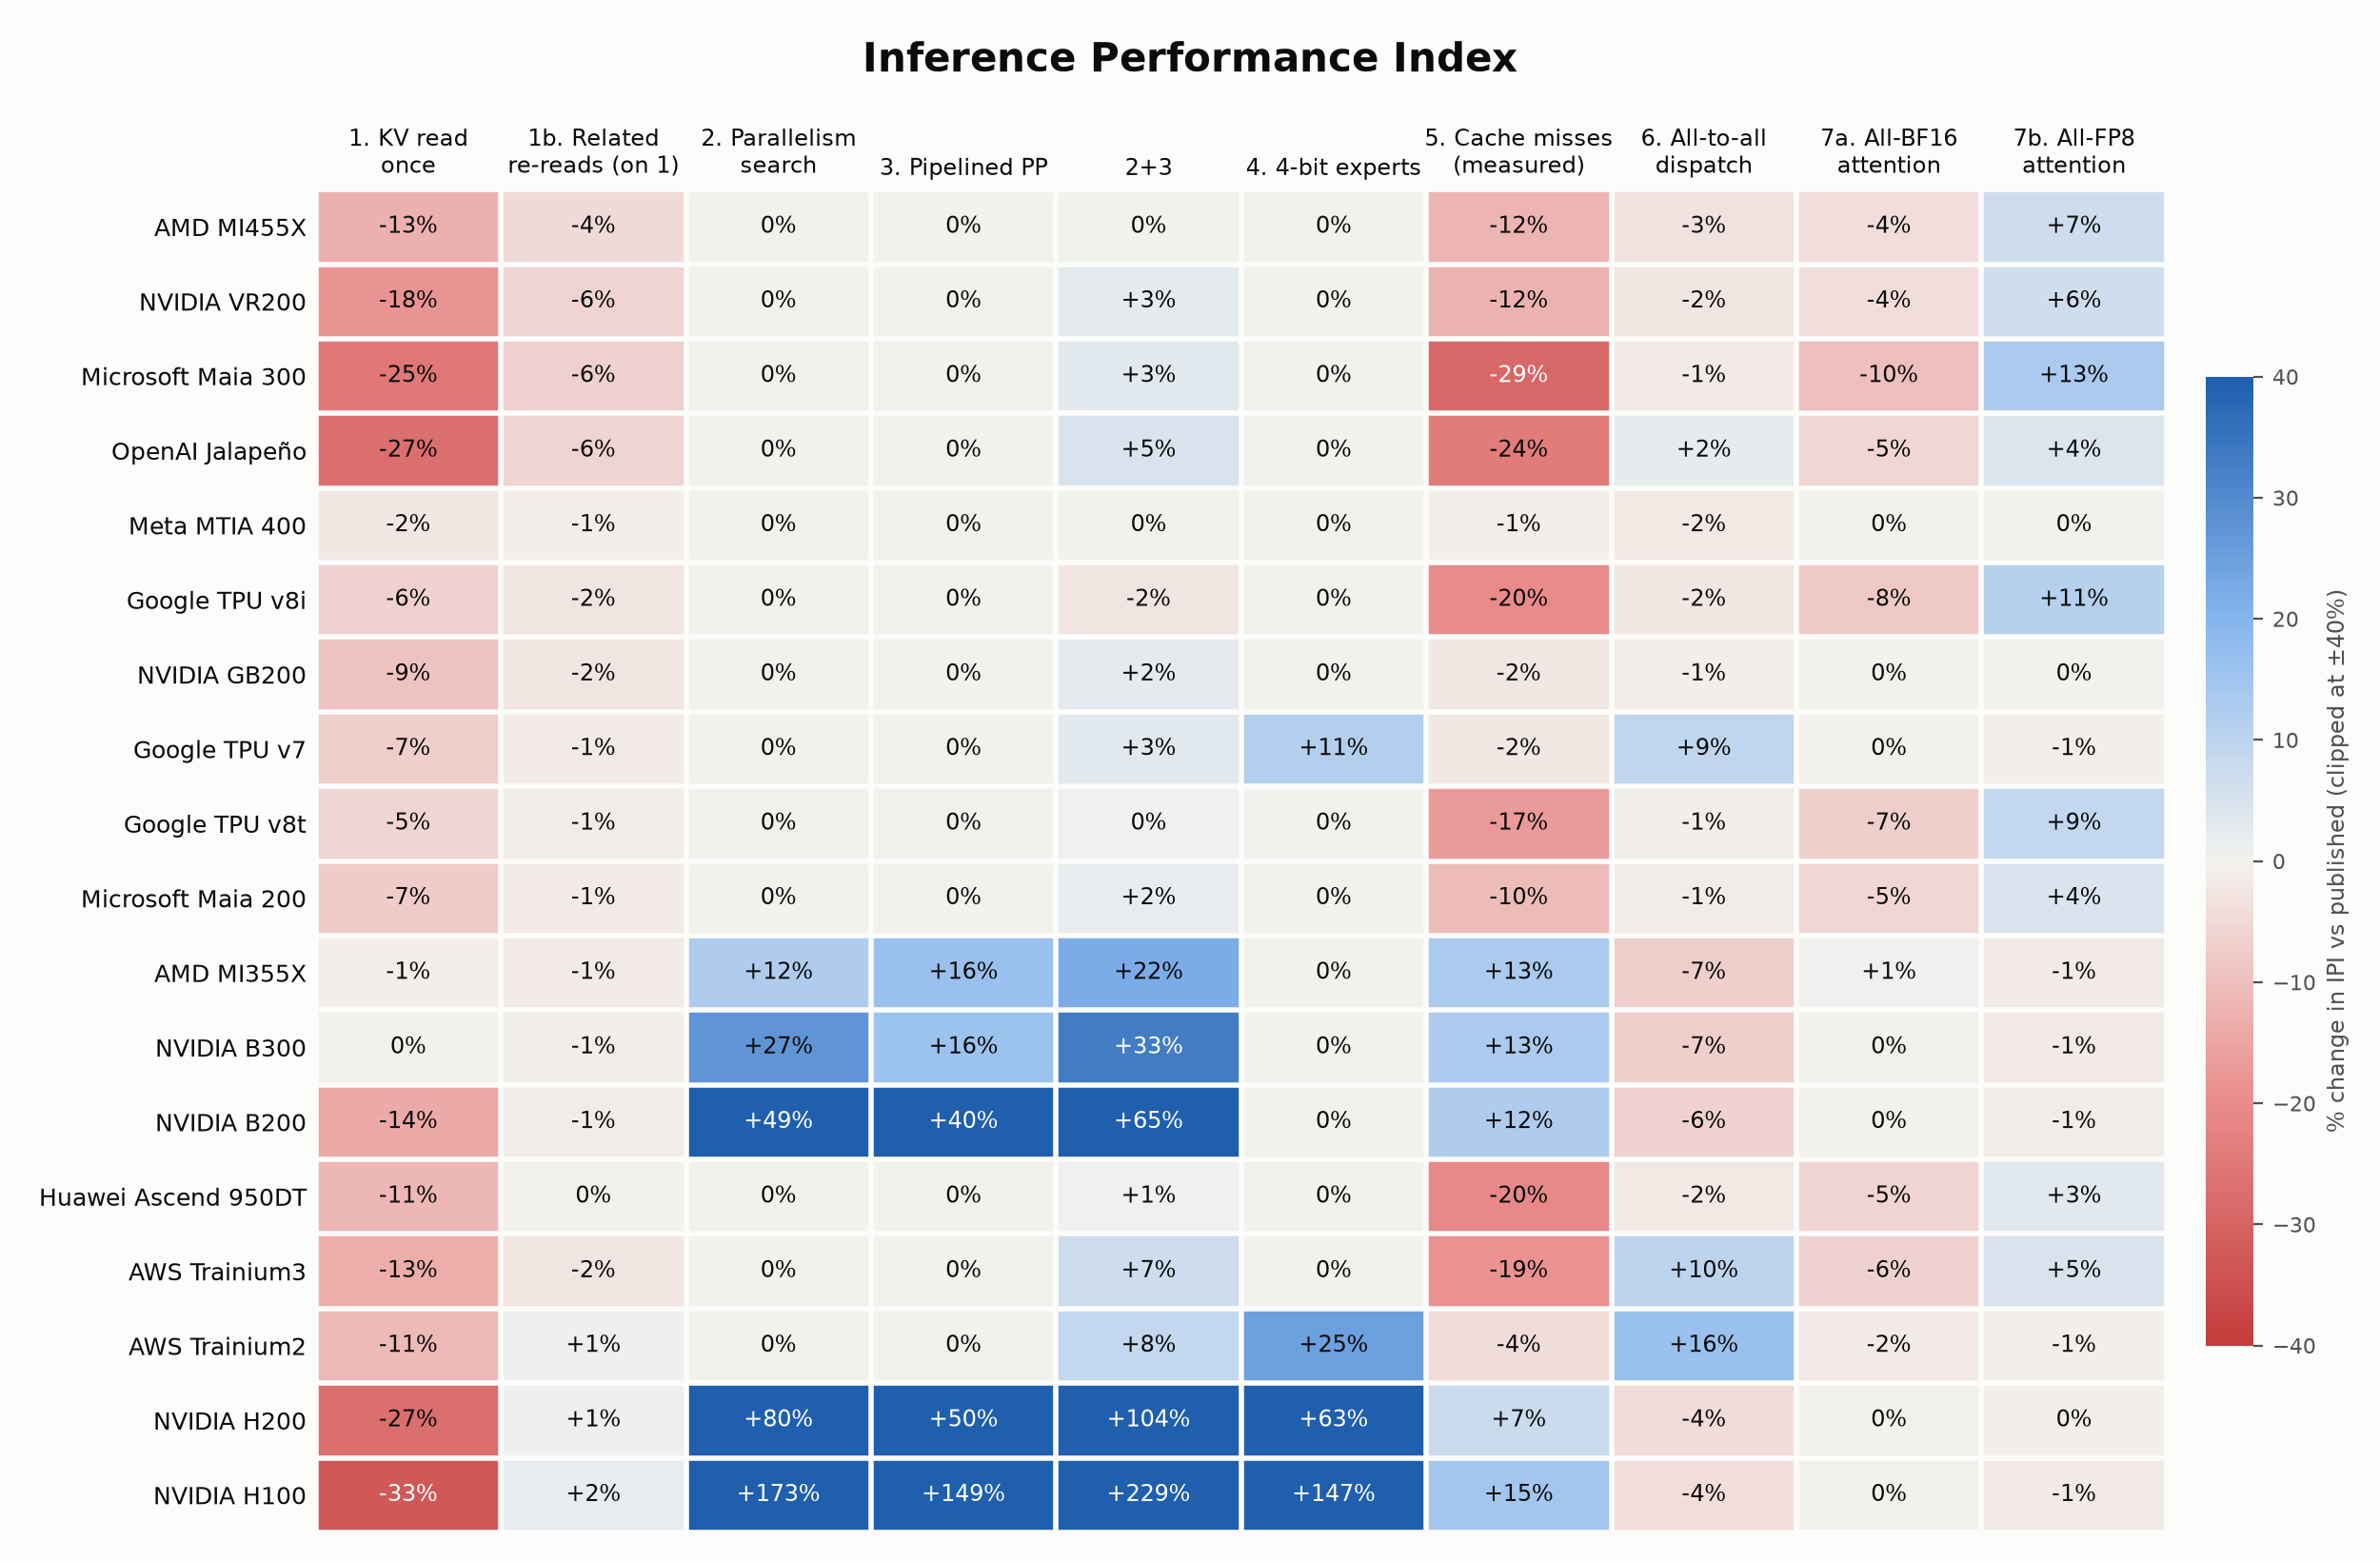 Inference Performance Index
1. KV read
once
1b. Related
re-reads (on 1)
2. Parallelism
search
3. Pipelined PP
2+3
4. 4-bit experts
5. Cache misses
(measured)
6. All-to-all
dispatch
7a. All-BF16
attention
7b. All-FP8
attention
AMD MI455X -13% -4% 0% 0% 0% 0% -12% -3% -4% +7%
NVIDIA VR200 -18% -6% 0% 0% +3% 0% -12% -2% -4% +6%
Microsoft Maia 300 -25% -6% 0% 0% +3% 0% -29% -1% -10% +13%
OpenAI Jalapeño -27% -6% 0% 0% +5% 0% -24% +2% -5% +4%
Meta MTIA 400 -2% -1% 0% 0% 0% 0% -1% -2% 0% 0%
Google TPU v8i -6% -2% 0% 0% -2% 0% -20% -2% -8% +11%
NVIDIA GB200 -9% -2% 0% 0% +2% 0% -2% -1% 0% 0%
Google TPU v7 -7% -1% 0% 0% +3% +11% -2% +9% 0% -1%
Google TPU v8t -5% -1% 0% 0% 0% 0% -17% -1% -7% +9%
Microsoft Maia 200 -7% -1% 0% 0% +2% 0% -10% -1% -5% +4%
AMD MI355X -1% -1% +12% +16% +22% 0% +13% -7% +1% -1%
NVIDIA B300 0% -1% +27% +16% +33% 0% +13% -7% 0% -1%
NVIDIA B200 -14% -1% +49% +40% +65% 0% +12% -6% 0% -1%
Huawei Ascend 950DT -11% 0% 0% 0% +1% 0% -20% -2% -5% +3%
AWS Trainium3 -13% -2% 0% 0% +7% 0% -19% +10% -6% +5%
AWS Trainium2 -11% +1% 0% 0% +8% +25% -4% +16% -2% -1%
NVIDIA H200 -27% +1% +80% +50% +104% +63% +7% -4% 0% 0%
NVIDIA H100 -33% +2% +173% +149% +229% +147% +15% -4% 0% -1%
40
30
20
10
0
−10
−20
−30
−40
% change in IPI vs published (clipped at ±40%)